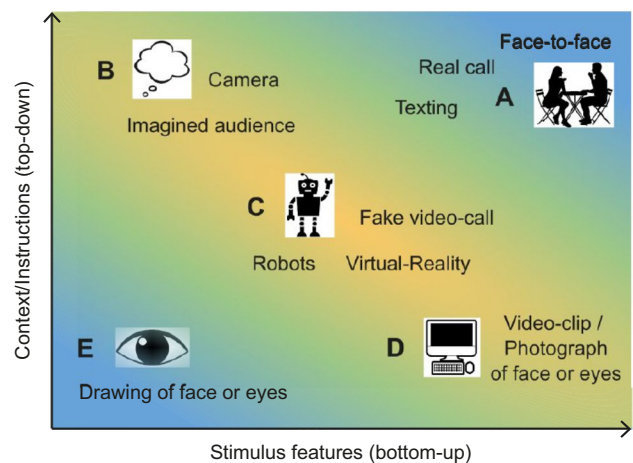 Face-to-face
Real call
A
B
Camera
Texting
Imagined audience
C
Fake video-call
Robots
Virtual-Reality
E
D
Video-clip /
Photograph
of face or eyes
Drawing of face or eyes
Context/Instructions (top-down)
Stimulus features (bottom-up)